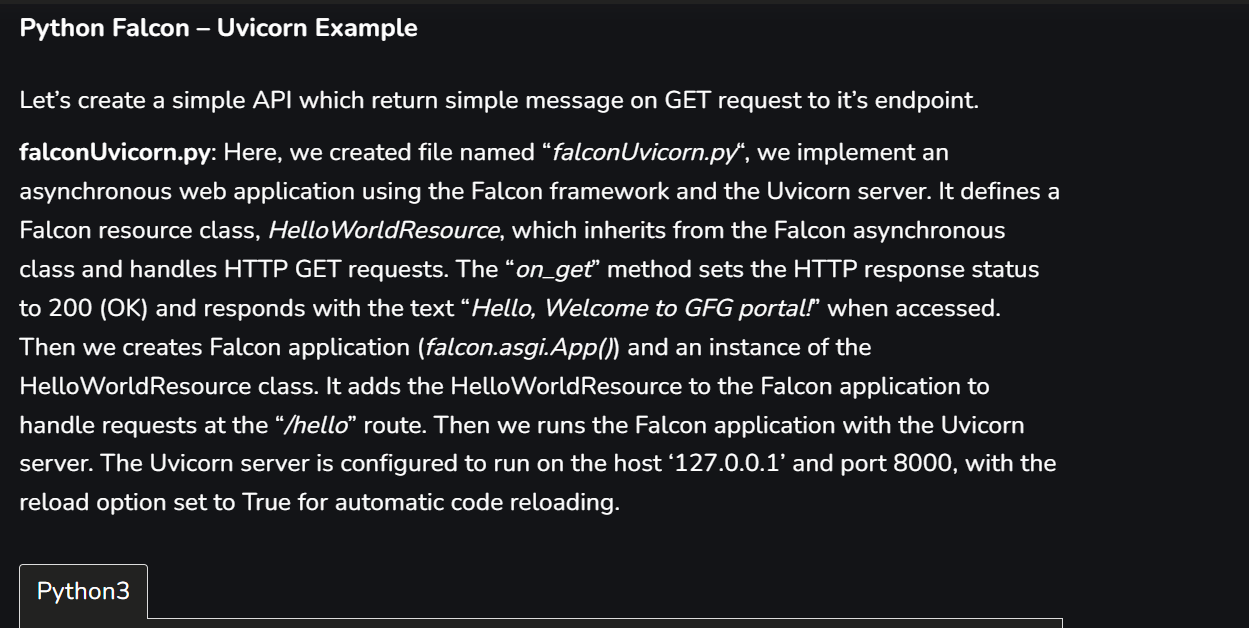 Python Falcon – Uvicorn Example
Let’s create a simple API which return simple message on GET request to it’s endpoint.
falconUvicorn.py: Here, we created file named “falconUvicorn.py“, we implement an
asynchronous web application using the Falcon framework and the Uvicorn server. It defines a
Falcon resource class, HelloWorldResource, which inherits from the Falcon asynchronous
class and handles HTTP GET requests. The “on_get” method sets the HTTP response status
to 200 (OK) and responds with the text “Hello, Welcome to GFG portal!” when accessed.
Then we creates Falcon application (falcon.asgi.App()) and an instance of the
HelloWorldResource class. It adds the HelloWorldResource to the Falcon application to
handle requests at the “/hello” route. Then we runs the Falcon application with the Uvicorn
server. The Uvicorn server is configured to run on the host ‘127.0.0.1’ and port 8000, with the
reload option set to True for automatic code reloading.
Python3